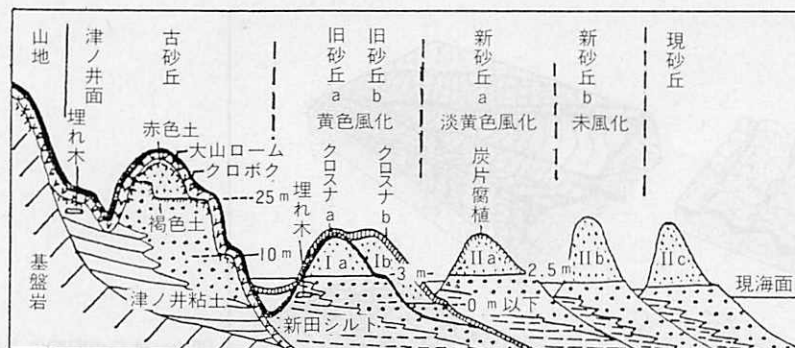 山地
津ノ井面
埋れ木
古砂丘
旧砂丘a
旧砂丘b
黄色風化
新砂丘a
淡黄色風化
新砂丘b
未風化
現砂丘
赤色土
大山ローム
クロボク
25m
褐色土
10m
埋れ木
クロスナa
クロスナb
炭片腐植
Ia
Ib
IIa
IIb
IIc
3m
2.5m
0m以下
現海面
基盤岩
津ノ井粘土
新田シルト